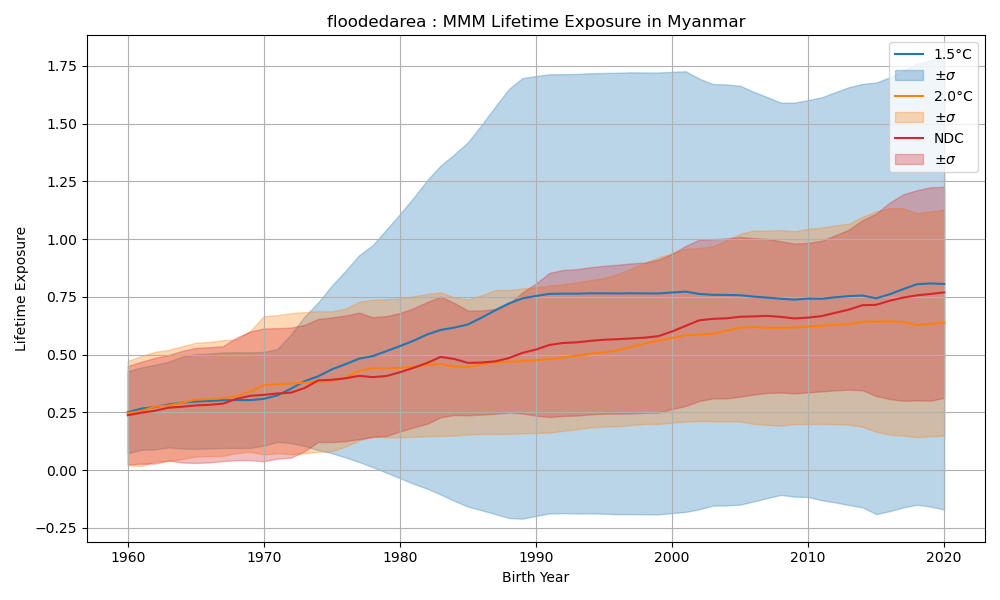 floodedarea : MMM Lifetime Exposure in Myanmar
1.5°C
±σ
2.0°C
±σ
NDC
±σ
1.75
1.50
1.25
1.00
0.75
0.50
0.25
0.00
−0.25
Lifetime Exposure
1960 1970 1980 1990 2000 2010 2020
Birth Year